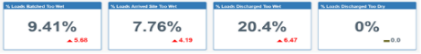 % Loads Batched Too Wet
9.41%
5.66
% Loads Arrived Site Too Wet
7.76%
4.19
% Loads Discharged Too Wet
20.4%
6.47
% Loads Discharged Too Dry
0%
0.0